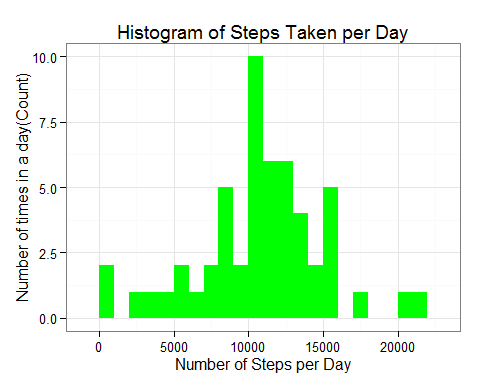 Histogram of Steps Taken per Day
Number of times in a day(Count)
10.0
7.5
5.0
2.5
0.0
0 5000 10000 15000 20000
Number of Steps per Day